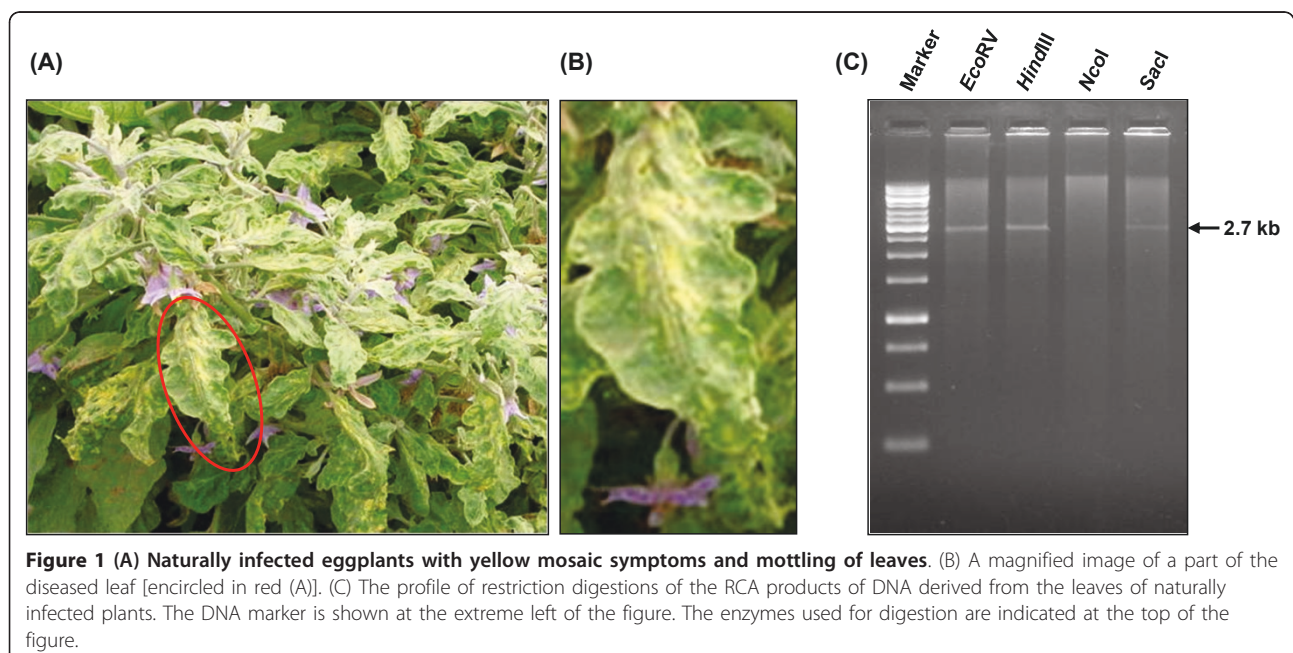 (A)
(B)
(C)
Marker
EcoRV
HindIII
NcoI
SacI
2.7 kb
Figure 1 (A) Naturally infected eggplants with yellow mosaic symptoms and mottling of leaves. (B) A magnified image of a part of the
diseased leaf [encircled in red (A)]. (C) The profile of restriction digestions of the RCA products of DNA derived from the leaves of naturally
infected plants. The DNA marker is shown at the extreme left of the figure. The enzymes used for digestion are indicated at the top of the
figure.